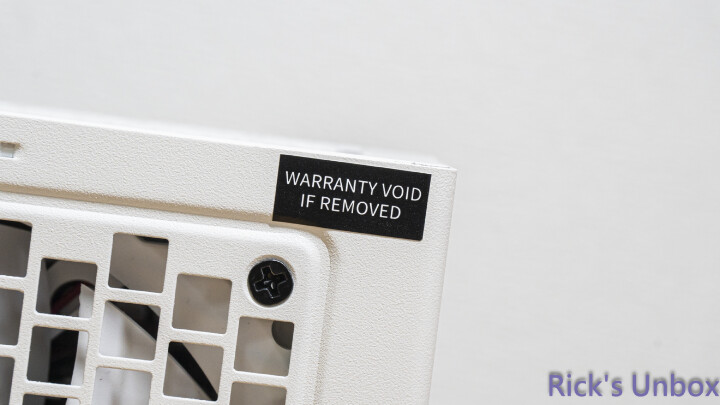 WARRANTY VOID
IF REMOVED
Rick's Unbox